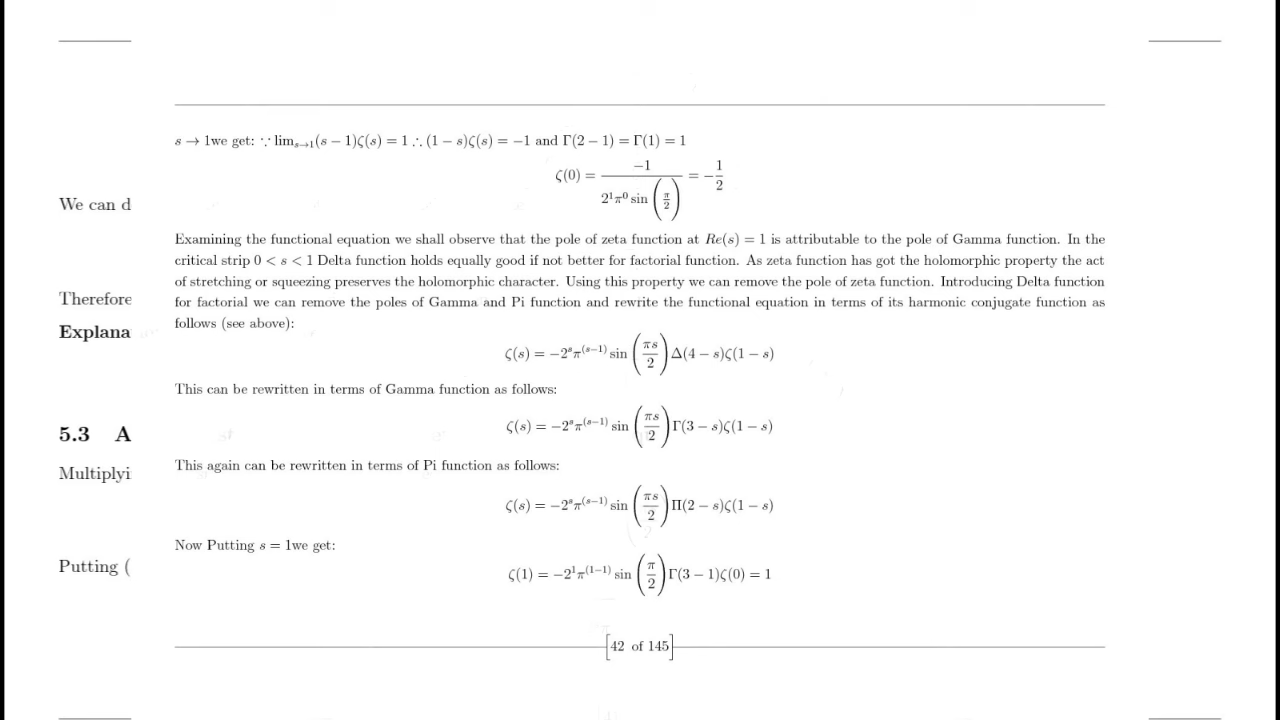 s → 1we get: ∵ lim_{s→1}(s − 1)ζ(s) = 1 ∴ (1 − s)ζ(s) = −1 and Γ(2 − 1) = Γ(1) = 1
ζ(0) = −1 / (2¹π⁰ sin(π/2)) = −1/2
We can d
Examining the functional equation we shall observe that the pole of zeta function at Re(s) = 1 is attributable to the pole of Gamma function. In the
critical strip 0 < s < 1 Delta function holds equally good if not better for factorial function. As zeta function has got the holomorphic property the act
of stretching or squeezing preserves the holomorphic character. Using this property we can remove the pole of zeta function. Introducing Delta function
for factorial we can remove the poles of Gamma and Pi function and rewrite the functional equation in terms of its harmonic conjugate function as
follows (see above):
Therefore
Explana
ζ(s) = −2ˢπ^{(s−1)} sin(πs/2)Δ(4 − s)ζ(1 − s)
This can be rewritten in terms of Gamma function as follows:
ζ(s) = −2ˢπ^{(s−1)} sin(πs/2)Γ(3 − s)ζ(1 − s)
5.3 A
This again can be rewritten in terms of Pi function as follows:
Multiplyi
ζ(s) = −2ˢπ^{(s−1)} sin(πs/2)Π(2 − s)ζ(1 − s)
Now Putting s = 1we get:
Putting (
ζ(1) = −2¹π^{(1−1)} sin(π/2)Γ(3 − 1)ζ(0) = 1
[42 of 145]